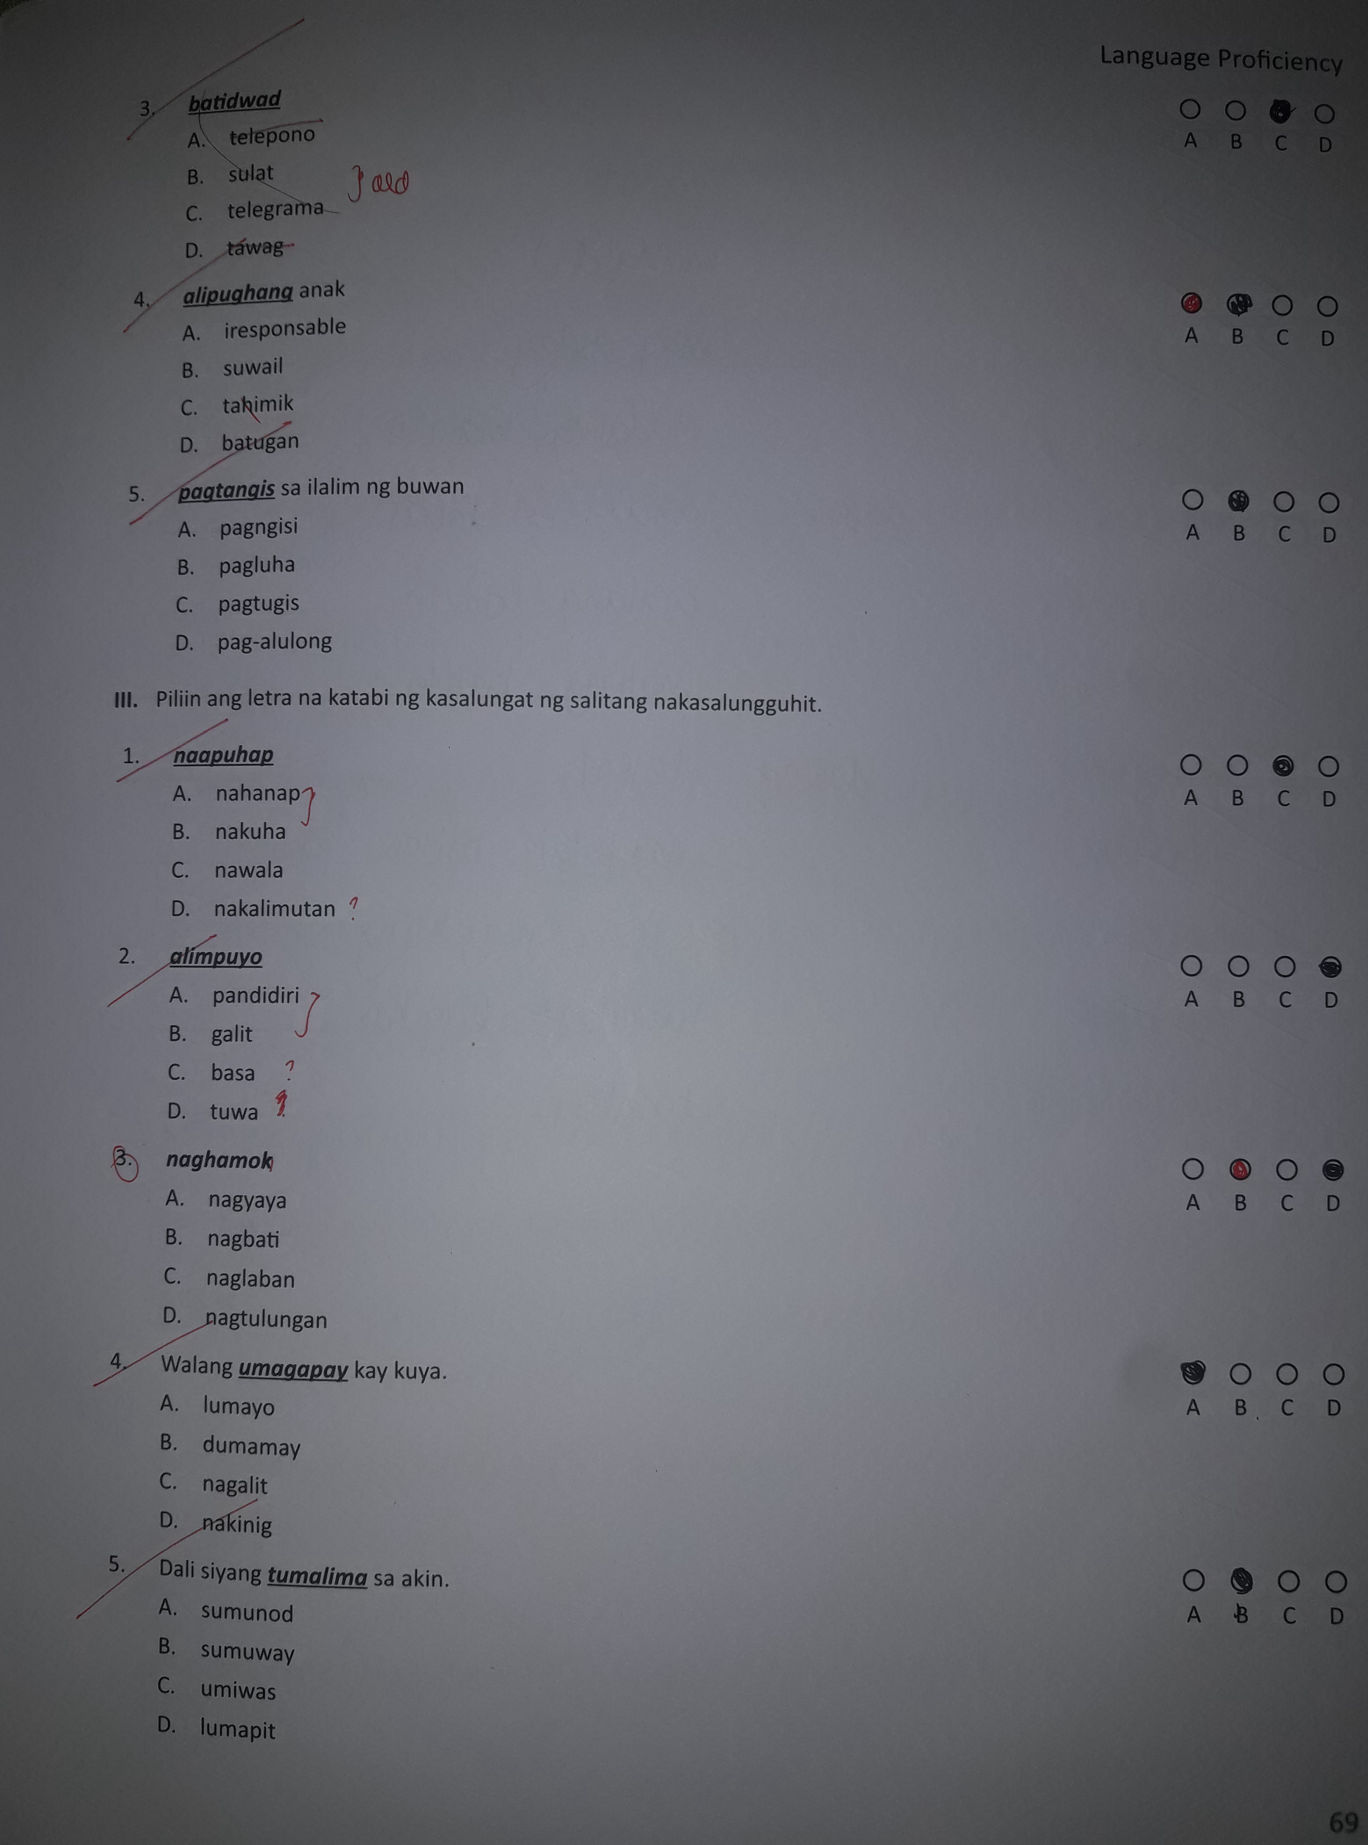 Language Proficiency
3. batidwad
A. telepono
B. sulat
C. telegrama
D. tawag
A B C D
4. alipughang anak
A. iresponsable
B. suwail
C. tahimik
D. batugan
A B C D
5. pagtangis sa ilalim ng buwan
A. pagngisi
B. pagluha
C. pagtugis
D. pag-alulong
A B C D
III. Piliin ang letra na katabi ng kasalungat ng salitang nakasalungguhit.
1. naapuhap
A. nahanap
B. nakuha
C. nawala
D. nakalimutan ?
A B C D
2. alimpuyo
A. pandidiri
B. galit
C. basa ?
D. tuwa ?
A B C D
3. naghamok
A. nagyaya
B. nagbati
C. naglaban
D. nagtulungan
A B C D
4. Walang umagapay kay kuya.
A. lumayo
B. dumamay
C. nagalit
D. nakinig
A B C D
5. Dali siyang tumalima sa akin.
A. sumunod
B. sumuway
C. umiwas
D. lumapit
A B C D
69